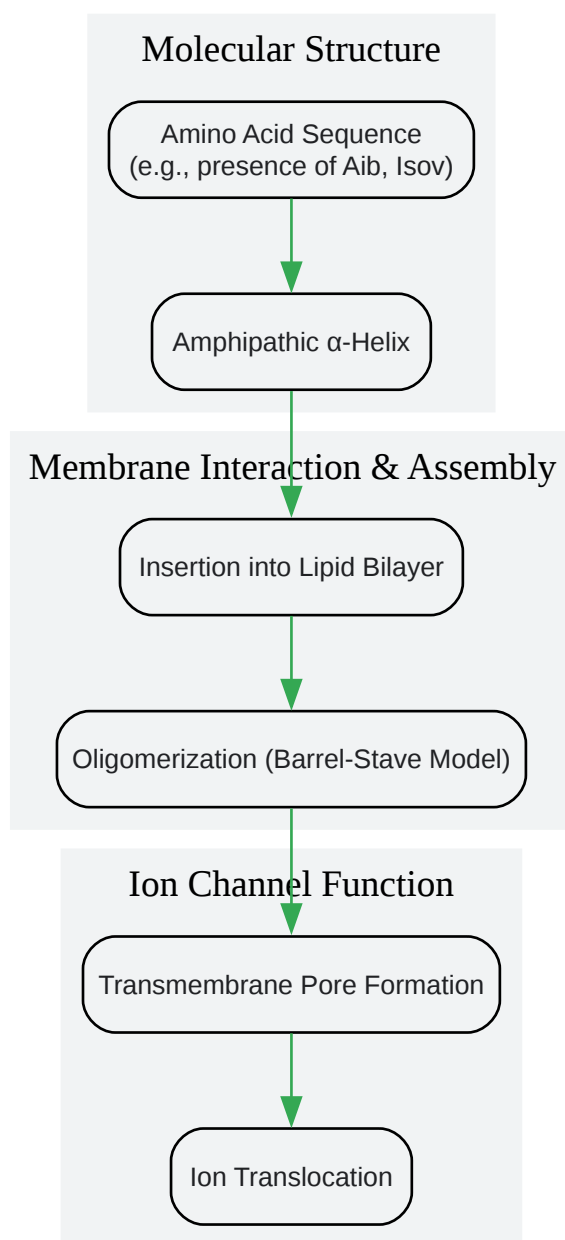 Molecular Structure
Amino Acid Sequence
(e.g., presence of Aib, Isov)
Amphipathic α-Helix
Membrane Interaction & Assembly
Insertion into Lipid Bilayer
Oligomerization (Barrel-Stave Model)
Ion Channel Function
Transmembrane Pore Formation
Ion Translocation